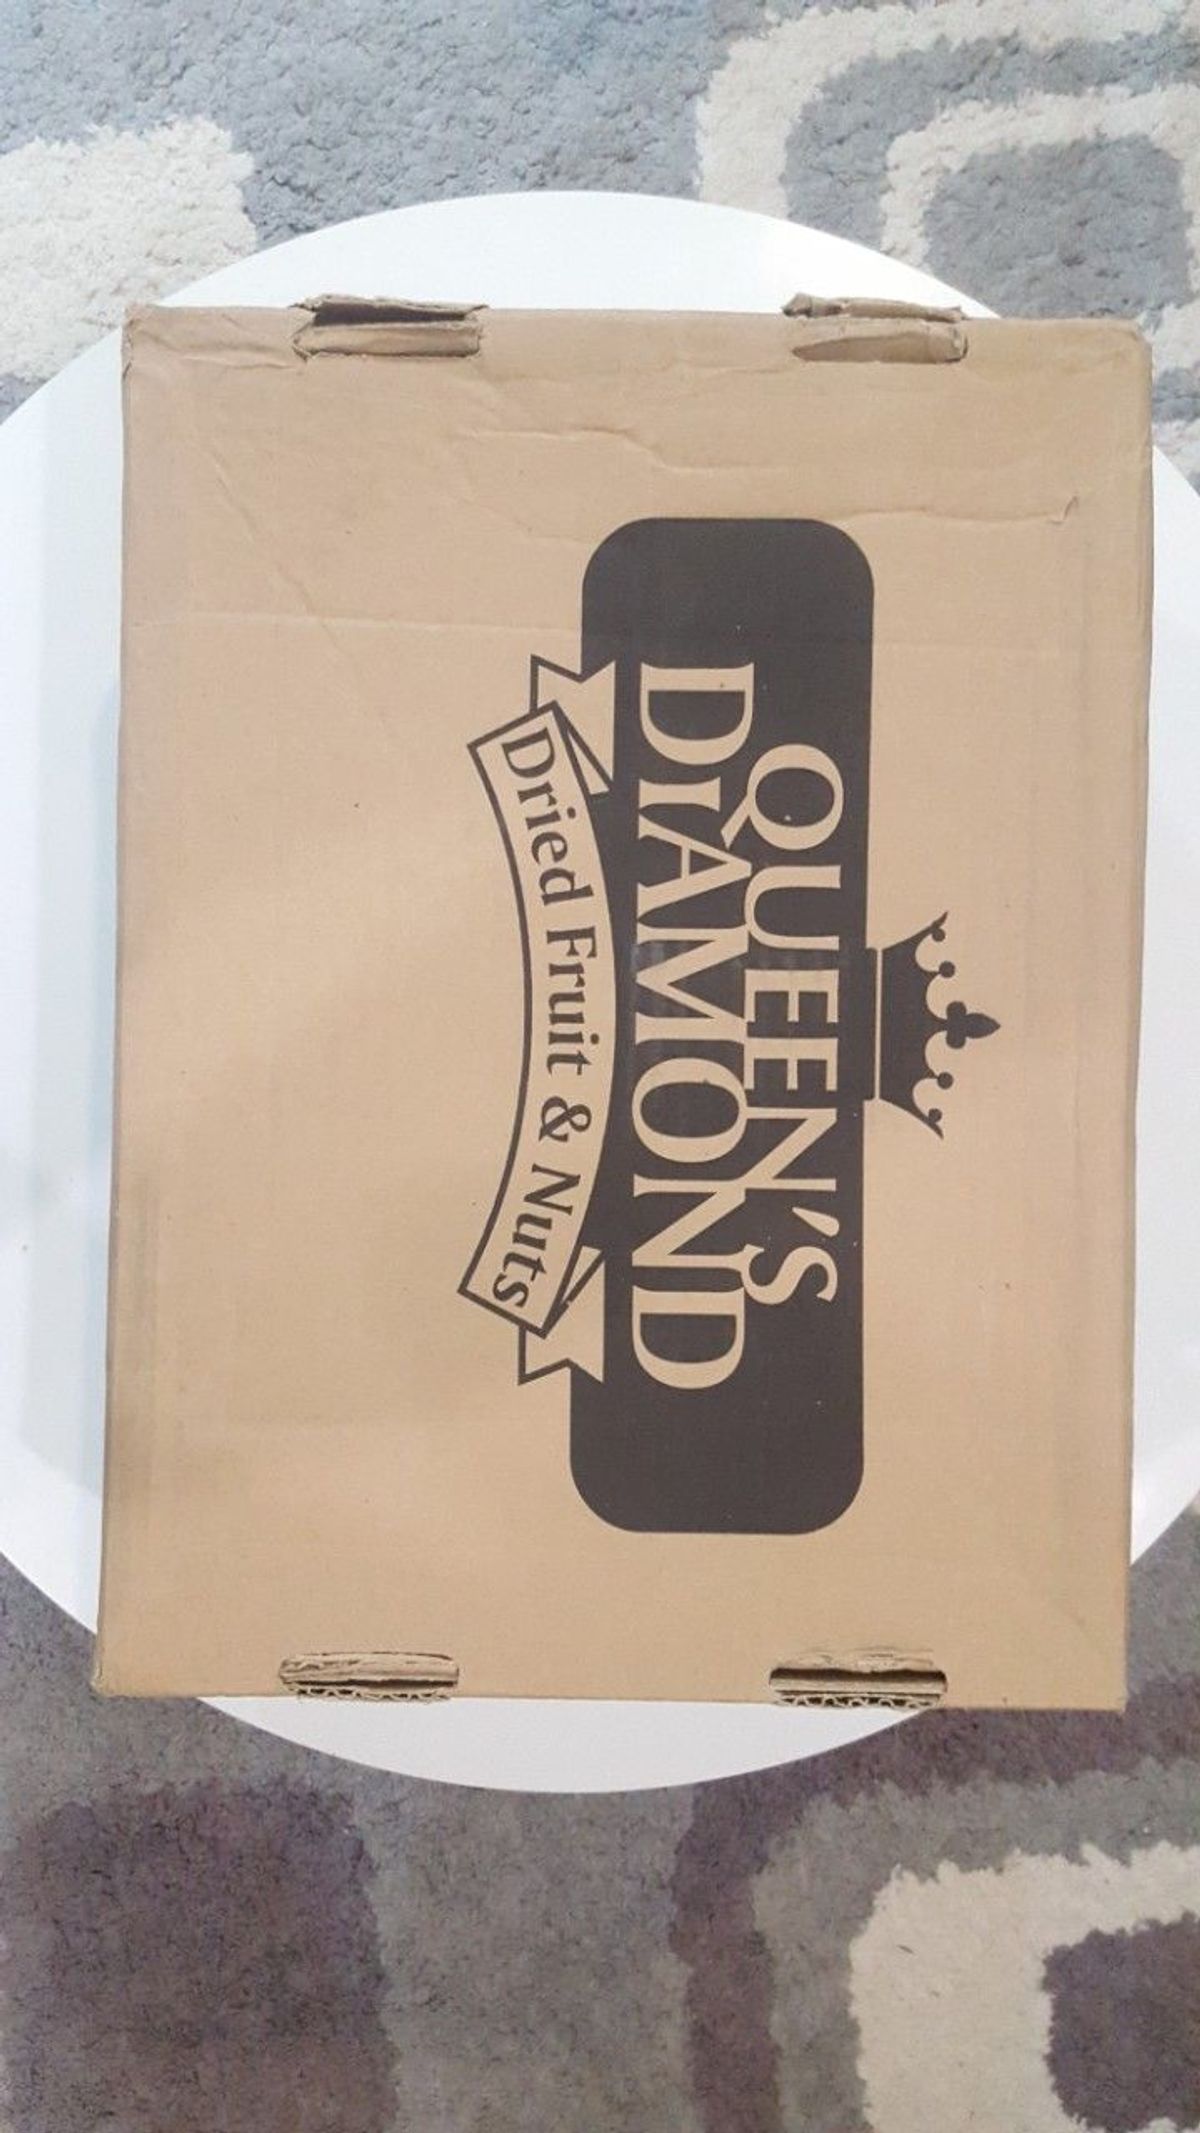 QUEEN'S
DIAMOND
Dried Fruit & Nuts